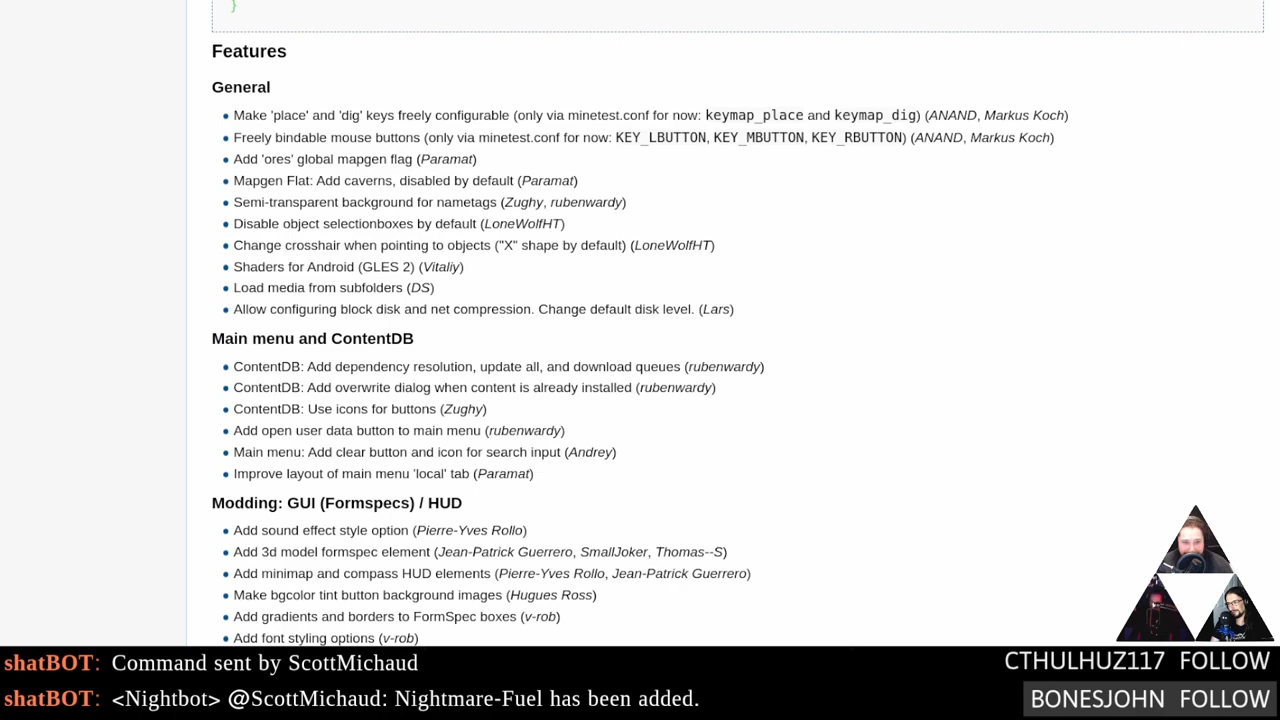 }
Features
General
Make 'place' and 'dig' keys freely configurable (only via minetest.conf for now: keymap_place and keymap_dig) (ANAND, Markus Koch)
Freely bindable mouse buttons (only via minetest.conf for now: KEY_LBUTTON, KEY_MBUTTON, KEY_RBUTTON) (ANAND, Markus Koch)
Add 'ores' global mapgen flag (Paramat)
Mapgen Flat: Add caverns, disabled by default (Paramat)
Semi-transparent background for nametags (Zughy, rubenwardy)
Disable object selectionboxes by default (LoneWolfHT)
Change crosshair when pointing to objects ("X" shape by default) (LoneWolfHT)
Shaders for Android (GLES 2) (Vitaliy)
Load media from subfolders (DS)
Allow configuring block disk and net compression. Change default disk level. (Lars)
Main menu and ContentDB
ContentDB: Add dependency resolution, update all, and download queues (rubenwardy)
ContentDB: Add overwrite dialog when content is already installed (rubenwardy)
ContentDB: Use icons for buttons (Zughy)
Add open user data button to main menu (rubenwardy)
Main menu: Add clear button and icon for search input (Andrey)
Improve layout of main menu 'local' tab (Paramat)
Modding: GUI (Formspecs) / HUD
Add sound effect style option (Pierre-Yves Rollo)
Add 3d model formspec element (Jean-Patrick Guerrero, SmallJoker, Thomas--S)
Add minimap and compass HUD elements (Pierre-Yves Rollo, Jean-Patrick Guerrero)
Make bgcolor tint button background images (Hugues Ross)
Add gradients and borders to FormSpec boxes (v-rob)
Add font styling options (v-rob)
shatBOT: Command sent by ScottMichaud
CTHULHUZ117 FOLLOW
shatBOT: <Nightbot> @ScottMichaud: Nightmare-Fuel has been added.
BONESJOHN FOLLOW